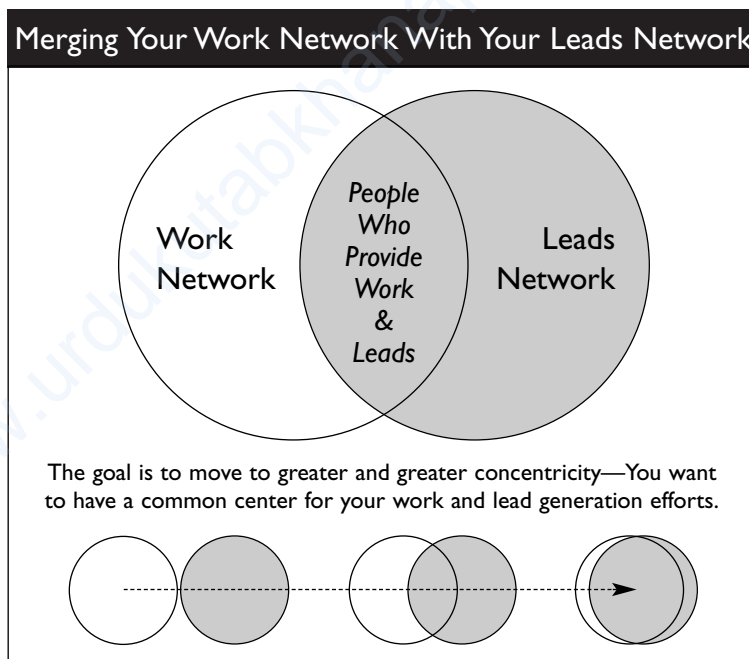 Merging Your Work Network With Your Leads Network
Work
Network
People
Who
Provide
Work
&
Leads
Leads
Network
The goal is to move to greater and greater concentricity—You want
to have a common center for your work and lead generation efforts.